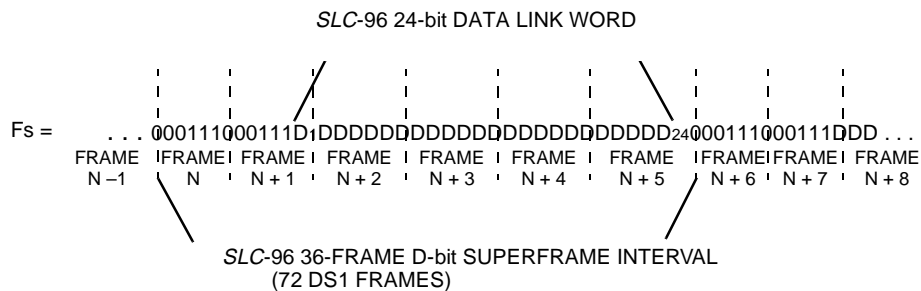 SLC-96 24-bit DATA LINK WORD
Fs = . . . 000111000111D1DDDDDDDDDDDDDDDDDDDDDDD24000111000111DDD . . .
FRAME FRAME FRAME FRAME FRAME FRAME FRAME FRAME FRAME FRAME
N –1 N N + 1 N + 2 N + 3 N + 4 N + 5 N + 6 N + 7 N + 8
SLC-96 36-FRAME D-bit SUPERFRAME INTERVAL
(72 DS1 FRAMES)